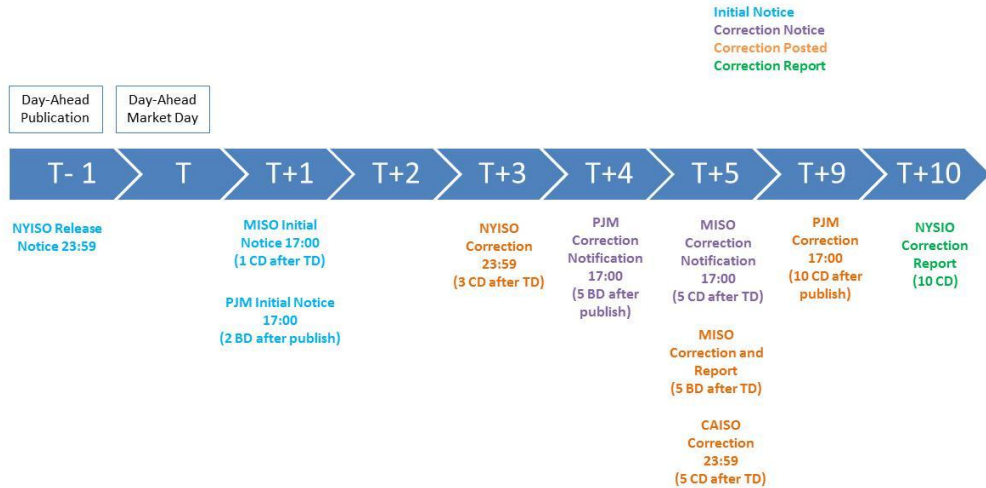 Initial Notice
Correction Notice
Correction Posted
Correction Report
Day-Ahead
Publication
Day-Ahead
Market Day
T- 1
T
T+1
T+2
T+3
T+4
T+5
T+9
T+10
NYISO Release
Notice 23:59
MISO Initial
Notice 17:00
(1 CD after TD)
PJM Initial Notice
17:00
(2 BD after publish)
NYISO
Correction
23:59
(3 CD after TD)
PJM
Correction
Notification
17:00
(5 BD after
publish)
MISO
Correction
Notification
17:00
(5 CD after TD)
MISO
Correction and
Report
(5 BD after TD)
CAISO
Correction
23:59
(5 CD after TD)
PJM
Correction
17:00
(10 CD after
publish)
NYSIO
Correction
Report
(10 CD)